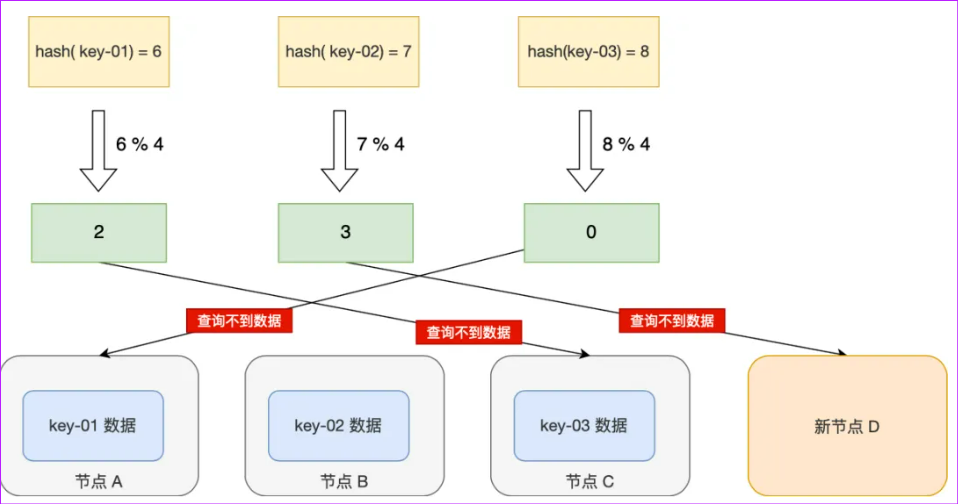 hash( key-01) = 6
hash( key-02) = 7
hash(key-03) = 8
6 % 4
7 % 4
8 % 4
2
3
0
查询不到数据
查询不到数据
查询不到数据
key-01 数据
key-02 数据
key-03 数据
新节点 D
节点 A
节点 B
节点 C